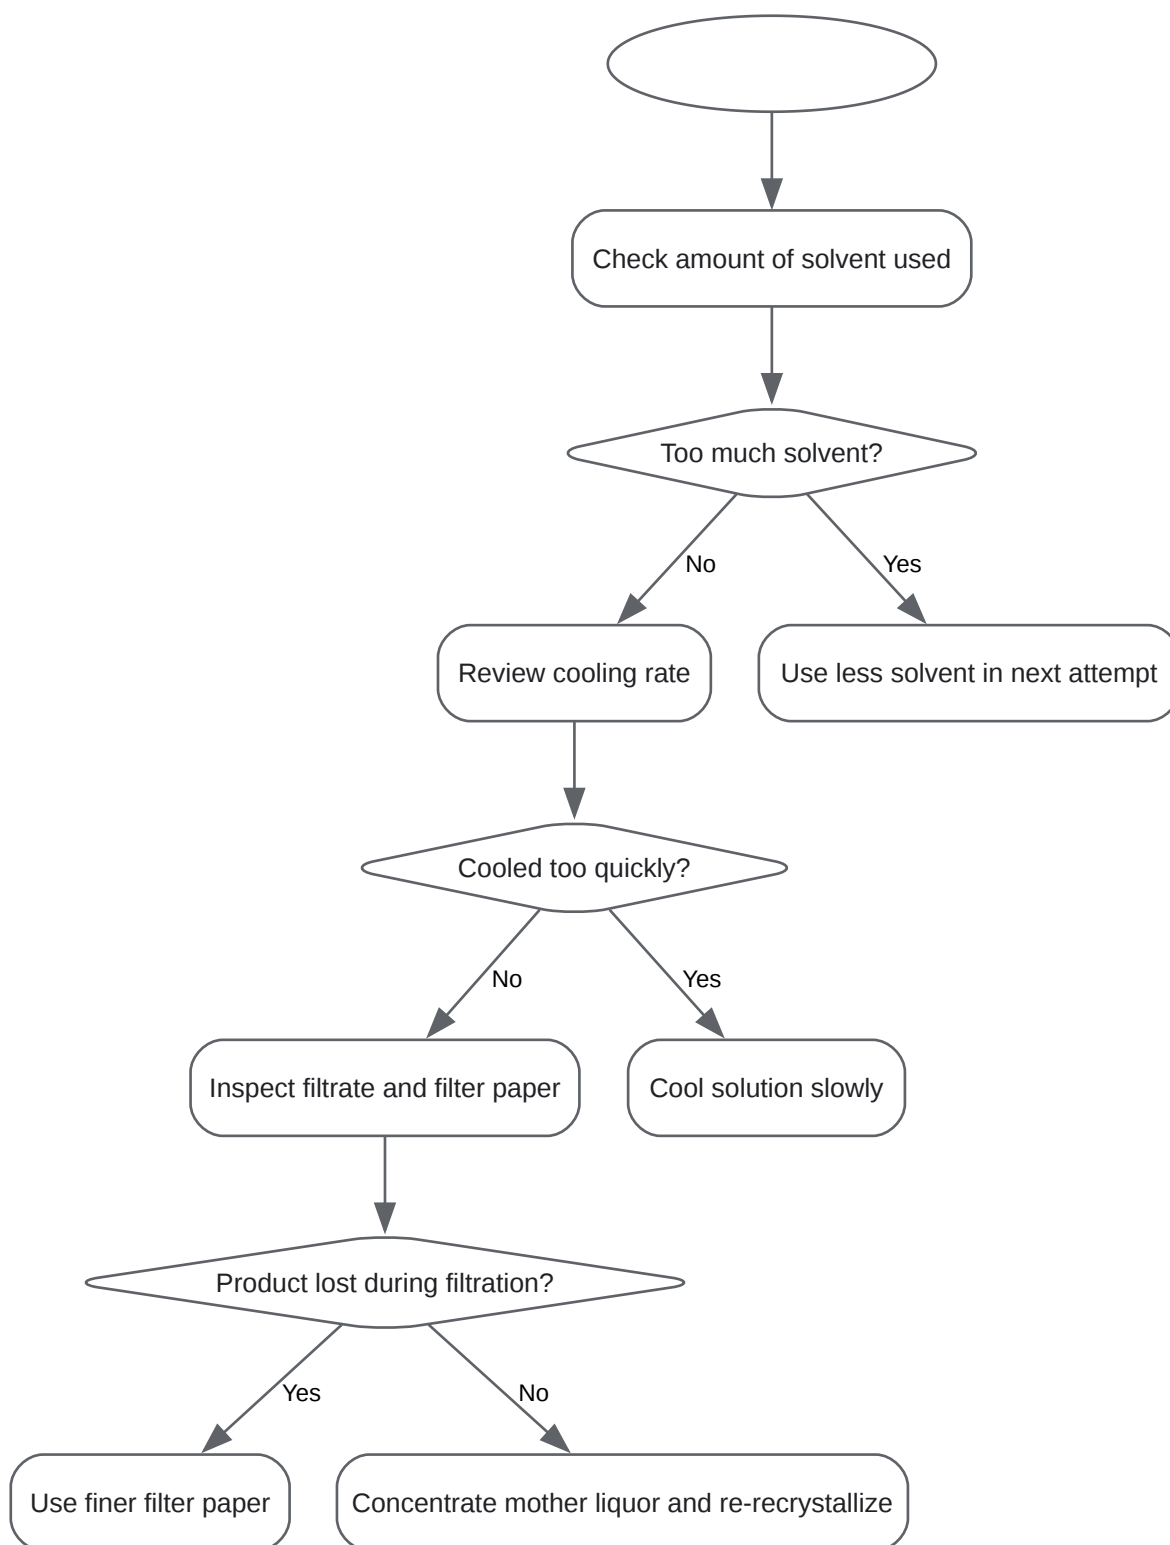 Check amount of solvent used
Too much solvent?
No
Yes
Review cooling rate
Use less solvent in next attempt
Cooled too quickly?
No
Yes
Inspect filtrate and filter paper
Cool solution slowly
Product lost during filtration?
Yes
No
Use finer filter paper
Concentrate mother liquor and re-recrystallize